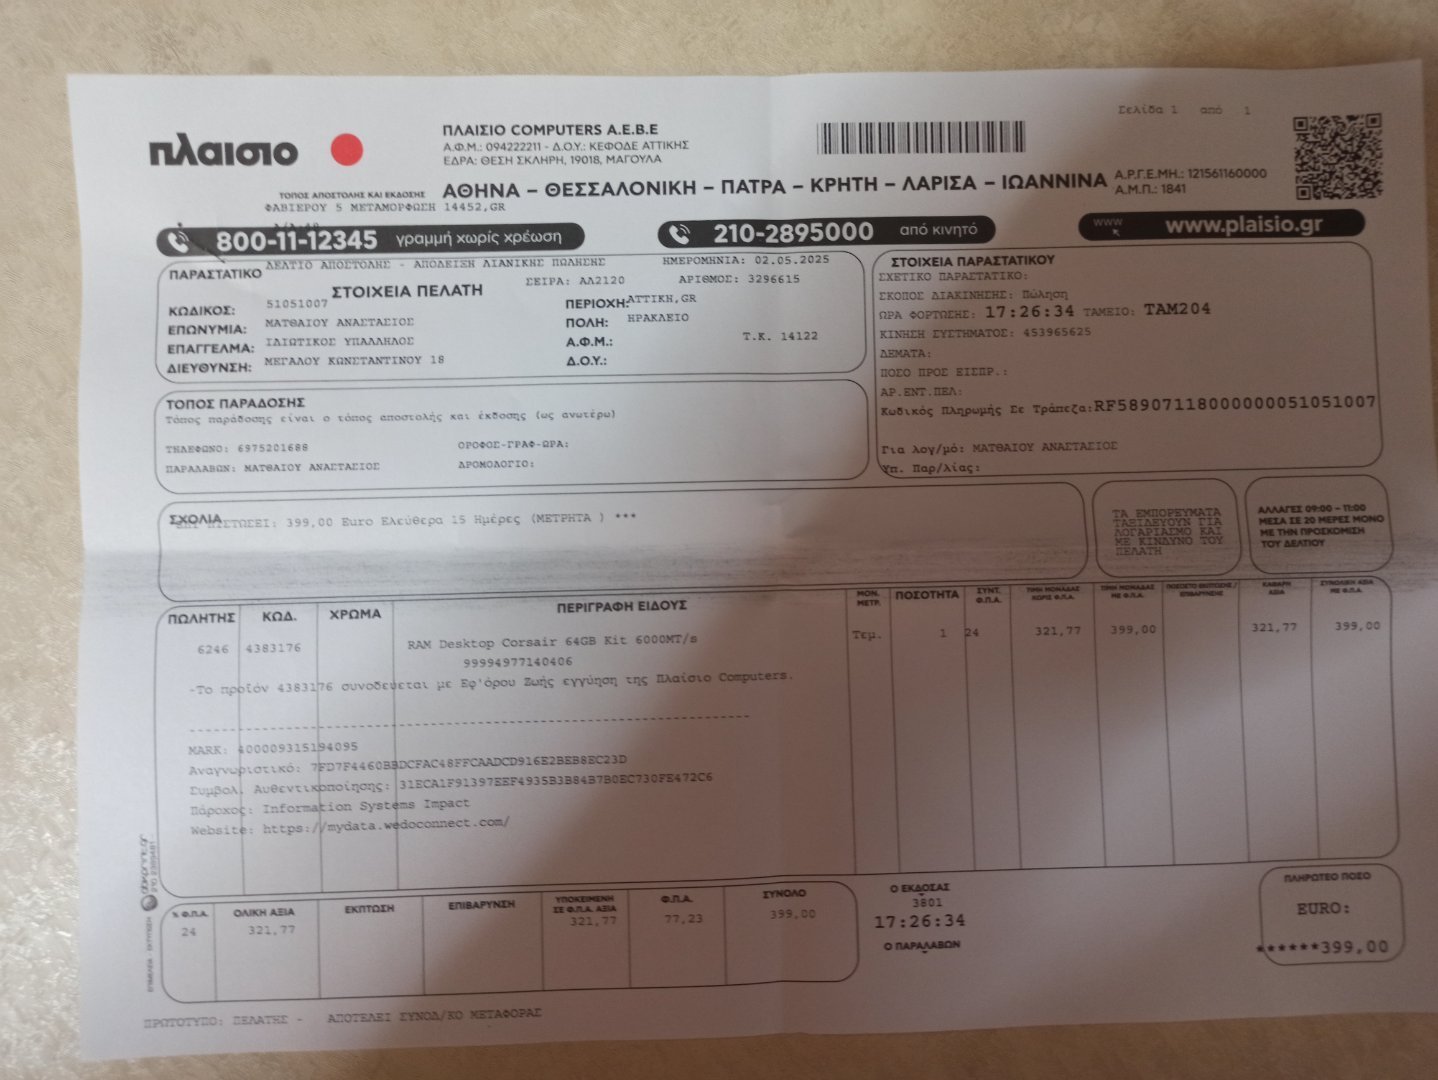 Σελίδα 1 από 1
πλαισιο
ΠΛΑΙΣΙΟ COMPUTERS Α.Ε.Β.Ε
Α.Φ.Μ.: 094222211 - Δ.Ο.Υ.: ΚΕΦΟΔΕ ΑΤΤΙΚΗΣ
ΕΔΡΑ: ΘΕΣΗ ΣΚΛΗΡΗ, 19018, ΜΑΓΟΥΛΑ
ΤΟΠΟΣ ΑΠΟΣΤΟΛΗΣ ΚΑΙ ΕΚΔΟΣΗΣ
ΦΑΒΙΕΡΟΥ 5 ΜΕΤΑΜΟΡΦΩΣΗ 14452,GR
ΑΘΗΝΑ – ΘΕΣΣΑΛΟΝΙΚΗ – ΠΑΤΡΑ – ΚΡΗΤΗ – ΛΑΡΙΣΑ – ΙΩΑΝΝΙΝΑ
Α.Ρ.Γ.Ε.ΜΗ.: 121561160000
Α.Μ.Π.: 1841
800-11-12345 γραμμή χωρίς χρέωση
210-2895000 από κινητό
www www.plaisio.gr
ΠΑΡΑΣΤΑΤΙΚΟ ΔΕΛΤΙΟ ΑΠΟΣΤΟΛΗΣ - ΑΠΟΔΕΙΞΗ ΛΙΑΝΙΚΗΣ ΠΩΛΗΣΗΣ ΗΜΕΡΟΜΗΝΙΑ: 02.05.2025
ΣΕΙΡΑ: ΑΛ2120 ΑΡΙΘΜΟΣ: 3296615
ΣΤΟΙΧΕΙΑ ΠΕΛΑΤΗ
ΚΩΔΙΚΟΣ: 51051007 ΠΕΡΙΟΧΗ: ΑΤΤΙΚΗ,GR
ΕΠΩΝΥΜΙΑ: ΜΑΤΘΑΙΟΥ ΑΝΑΣΤΑΣΙΟΣ ΠΟΛΗ: ΗΡΑΚΛΕΙΟ
ΕΠΑΓΓΕΛΜΑ: ΙΔΙΩΤΙΚΟΣ ΥΠΑΛΛΗΛΟΣ Α.Φ.Μ.: Τ.Κ. 14122
ΔΙΕΥΘΥΝΣΗ: ΜΕΓΑΛΟΥ ΚΩΝΣΤΑΝΤΙΝΟΥ 18 Δ.Ο.Υ.:
ΣΤΟΙΧΕΙΑ ΠΑΡΑΣΤΑΤΙΚΟΥ
ΣΧΕΤΙΚΟ ΠΑΡΑΣΤΑΤΙΚΟ:
ΣΚΟΠΟΣ ΔΙΑΚΙΝΗΣΗΣ: Πώληση
ΩΡΑ ΦΟΡΤΩΣΗΣ: 17:26:34 ΤΑΜΕΙΟ: ΤΑΜ204
ΚΙΝΗΣΗ ΣΥΣΤΗΜΑΤΟΣ: 453965625
ΔΕΜΑΤΑ:
ΠΟΣΟ ΠΡΟΣ ΕΙΣΠΡ.:
ΑΡ.ΕΝΤ.ΠΕΛ:
Κωδικός Πληρωμής Σε Τράπεζα:RF58907118000000051051007
Για λογ/μό: ΜΑΤΘΑΙΟΥ ΑΝΑΣΤΑΣΙΟΣ
Υπ. Παρ/λίας:
ΤΟΠΟΣ ΠΑΡΑΔΟΣΗΣ
Τόπος παράδοσης είναι ο τόπος αποστολής και έκδοσης (ως ανωτέρω)
ΤΗΛΕΦΩΝΟ: 6975201688 ΟΡΟΦΟΣ-ΓΡΑΦ-ΩΡΑ:
ΠΑΡΑΛΑΒΩΝ: ΜΑΤΘΑΙΟΥ ΑΝΑΣΤΑΣΙΟΣ ΔΡΟΜΟΛΟΓΙΟ:
ΣΧΟΛΙΑ
399,00 Euro Ελεύθερα 15 Ημέρες (ΜΕΤΡΗΤΑ ) ***
ΤΑ ΕΜΠΟΡΕΥΜΑΤΑ
ΤΑΞΙΔΕΥΟΥΝ ΓΙΑ
ΛΟΓΑΡΙΑΣΜΟ ΚΑΙ
ΜΕ ΚΙΝΔΥΝΟ ΤΟΥ
ΠΕΛΑΤΗ
ΑΛΛΑΓΕΣ 09:00 – 11:00
ΜΕΣΑ ΣΕ 20 ΜΕΡΕΣ ΜΟΝΟ
ΜΕ ΤΗΝ ΠΡΟΣΚΟΜΙΣΗ
ΤΟΥ ΔΕΛΤΙΟΥ
ΠΩΛΗΤΗΣ ΚΩΔ. ΧΡΩΜΑ ΠΕΡΙΓΡΑΦΗ ΕΙΔΟΥΣ ΜΟΝ. ΜΕΤΡ. ΠΟΣΟΤΗΤΑ ΣΥΝΤ. Φ.Π.Α. ΤΙΜΗ ΜΟΝΑΔΑΣ ΧΩΡΙΣ Φ.Π.Α. ΤΙΜΗ ΜΟΝΑΔΑΣ ΜΕ Φ.Π.Α. ΠΟΣΟΣΤΟ ΕΚΠΤΩΣΗΣ / ΕΠΙΒΑΡΥΝΣΗΣ ΚΑΘΑΡΗ ΑΞΙΑ ΣΥΝΟΛΙΚΗ ΑΞΙΑ ΜΕ Φ.Π.Α.
6246 4383176 RAM Desktop Corsair 64GB Kit 6000MT/s Τεμ. 1 24 321,77 399,00 321,77 399,00
99994977140406
-Το προϊόν 4383176 συνοδεύεται με Εφ'όρου Ζωής εγγύηση της Πλαίσιο Computers.
MARK: 400009315194095
Αναγνωριστικό: 7FD7F4460BBDCFAC48FFCAADCD916E2BEB8EC23D
Συμβολ. Αυθεντικοποίησης: 31ECA1F91397EEF4935B3B84B7B0EC730FE472C6
Πάροχος: Information Systems Impact
Website: https://mydata.wedoconnect.com/
% Φ.Π.Α. ΟΛΙΚΗ ΑΞΙΑ ΕΚΠΤΩΣΗ ΕΠΙΒΑΡΥΝΣΗ ΥΠΟΚΕΙΜΕΝΗ ΣΕ Φ.Π.Α. ΑΞΙΑ Φ.Π.Α. ΣΥΝΟΛΟ
24 321,77 321,77 77,23 399,00
Ο ΕΚΔΟΣΑΣ
3801
17:26:34
Ο ΠΑΡΑΛΑΒΩΝ
ΠΛΗΡΩΤΕΟ ΠΟΣΟ
EURO:
******399,00
ΠΡΩΤΟΤΥΠΟ: ΠΕΛΑΤΗΣ - ΑΠΟΤΕΛΕΙ ΣΥΝΟΔ/ΚΟ ΜΕΤΑΦΟΡΑΣ